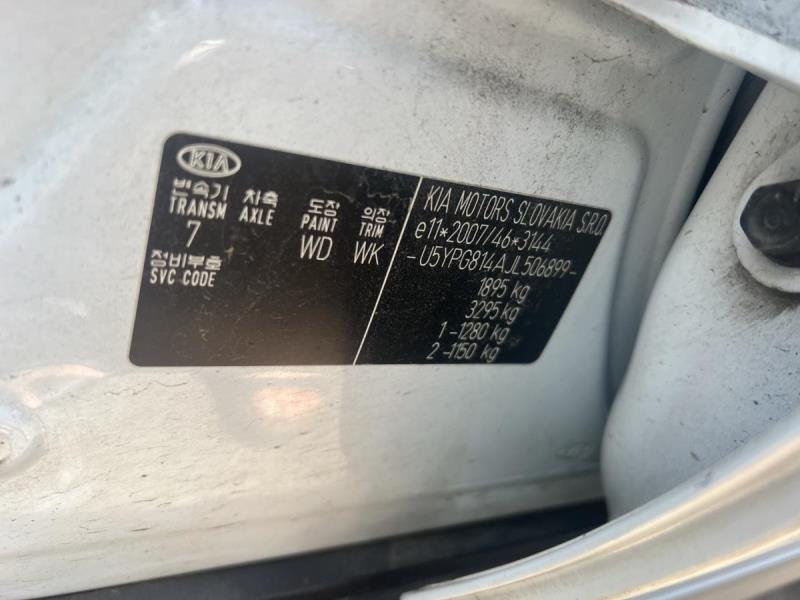 KIA
변속기 차축 도장 의장
TRANSM AXLE PAINT TRIM
7 WD WK
정비부호
SVC CODE
KIA MOTORS SLOVAKIA S.R.O.
e11*2007/46*3144
-U5YPG814AJL506899-
1895 kg
3295 kg
1-1280 kg
2-1150 kg